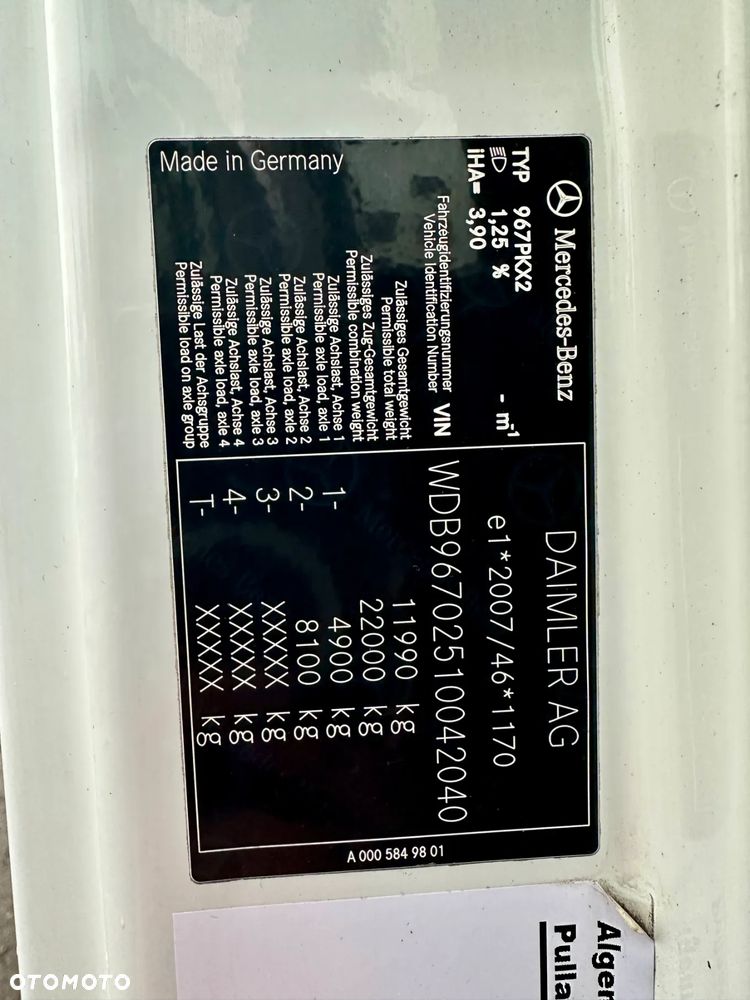 Mercedes-Benz
TYP 967PKX2
1,25 % - m-1
iHA= 3,90
DAIMLER AG
e1*2007/46*1170
Fahrzeugidentifizierungsnummer
Vehicle Identification Number VIN WDB96702510042040
Zulässiges Gesamtgewicht
Permissible total weight 11990 kg
Zulässiges Zug-Gesamtgewicht
Permissible combination weight 22000 kg
Zulässige Achslast, Achse 1
Permissible axle load, axle 1 1- 4900 kg
Zulässige Achslast, Achse 2
Permissible axle load, axle 2 2- 8100 kg
Zulässige Achslast, Achse 3
Permissible axle load, axle 3 3- XXXXX kg
Zulässige Achslast, Achse 4
Permissible axle load, axle 4 4- XXXXX kg
Zulässige Last der Achsgruppe
Permissible load on axle group T- XXXXX kg
Made in Germany
A 000 584 98 01
Alger
Pulla
OTOMOTO